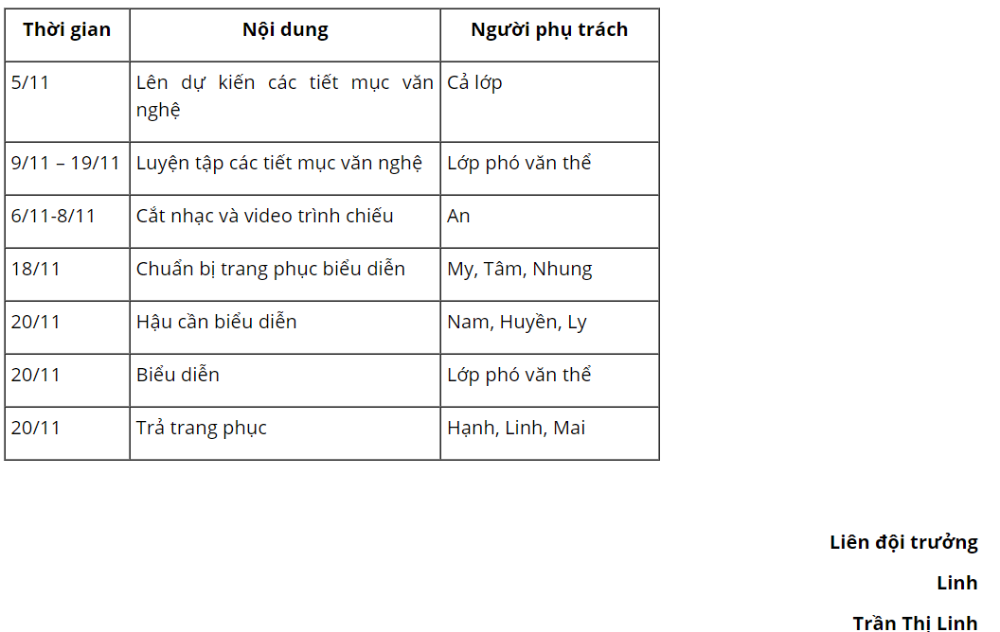 Thời gian Nội dung Người phụ trách
5/11 Lên dự kiến các tiết mục văn Cả lớp
nghệ
9/11 – 19/11 Luyện tập các tiết mục văn nghệ Lớp phó văn thể
6/11-8/11 Cắt nhạc và video trình chiếu An
18/11 Chuẩn bị trang phục biểu diễn My, Tâm, Nhung
20/11 Hậu cần biểu diễn Nam, Huyền, Ly
20/11 Biểu diễn Lớp phó văn thể
20/11 Trả trang phục Hạnh, Linh, Mai
Liên đội trưởng
Linh
Trần Thị Linh